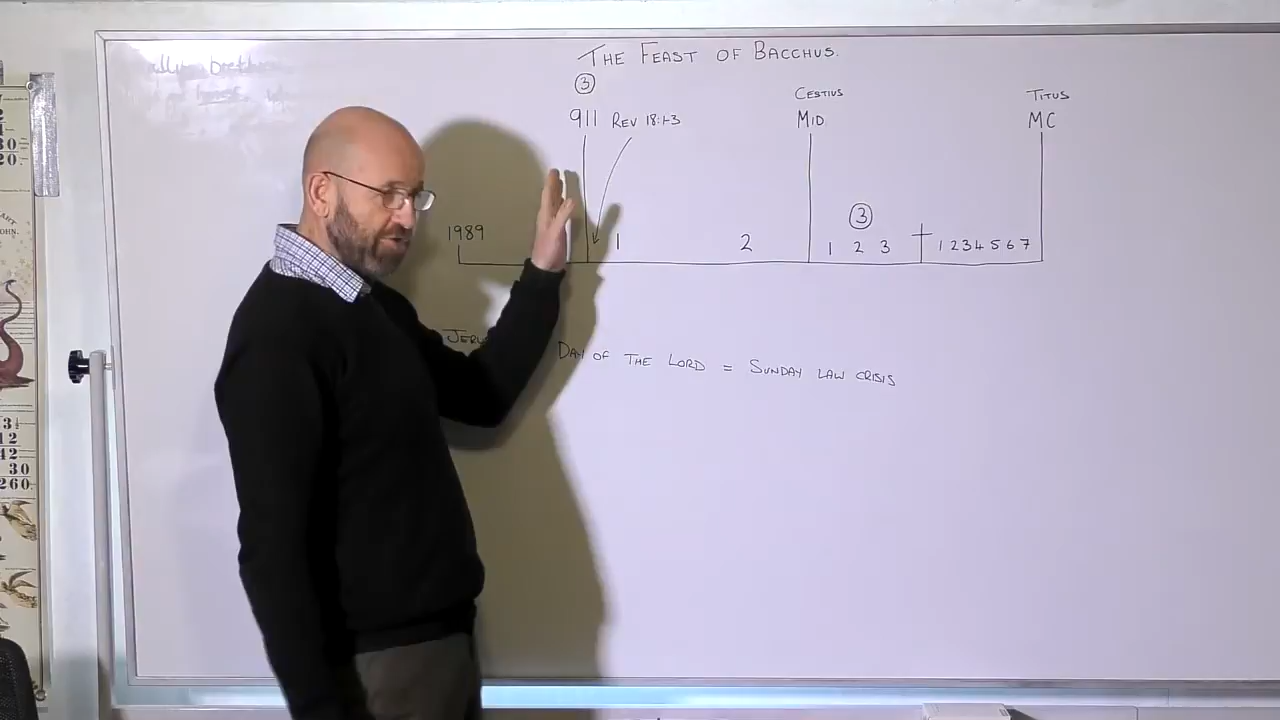 THE FEAST OF BACCHUS.
3
CESTIUS TITUS
911 REV 18:1-3 MID MC
3
1989 1 2 1 2 3 1 2 3 4 5 6 7
DAY OF THE LORD = SUNDAY LAW CRISIS